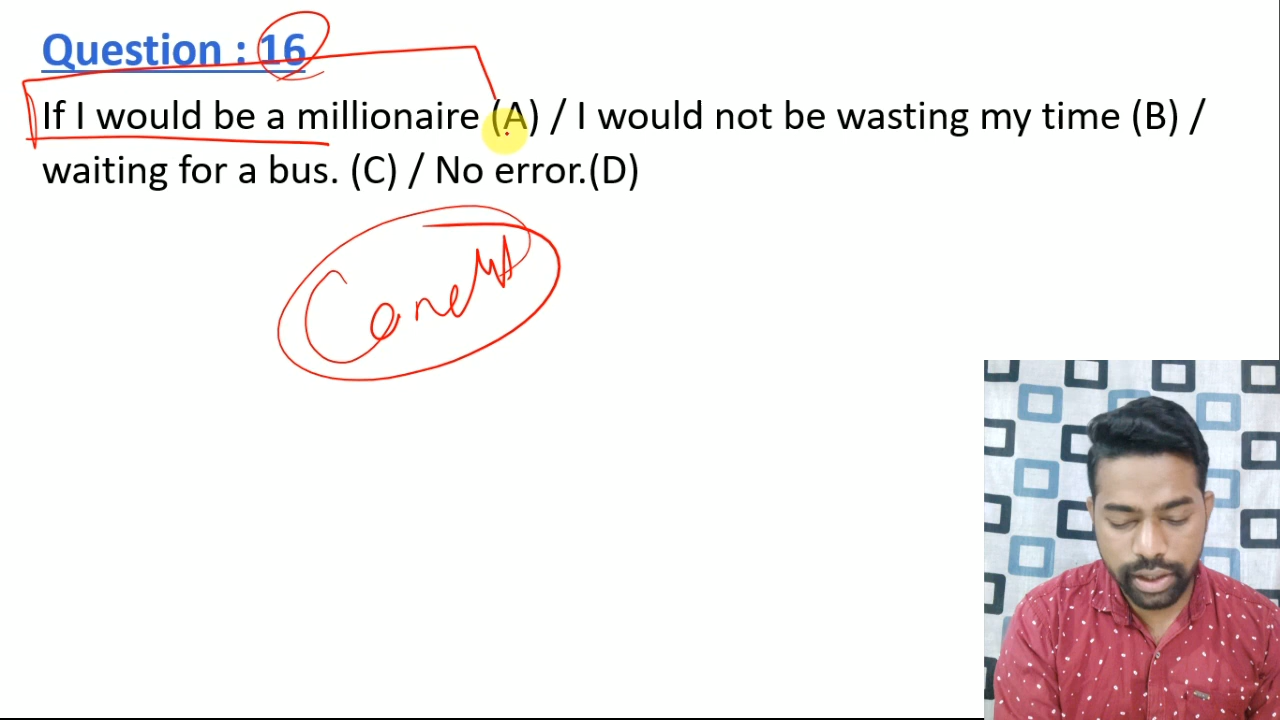 Question : 16
If I would be a millionaire (A) / I would not be wasting my time (B) /
waiting for a bus. (C) / No error.(D)